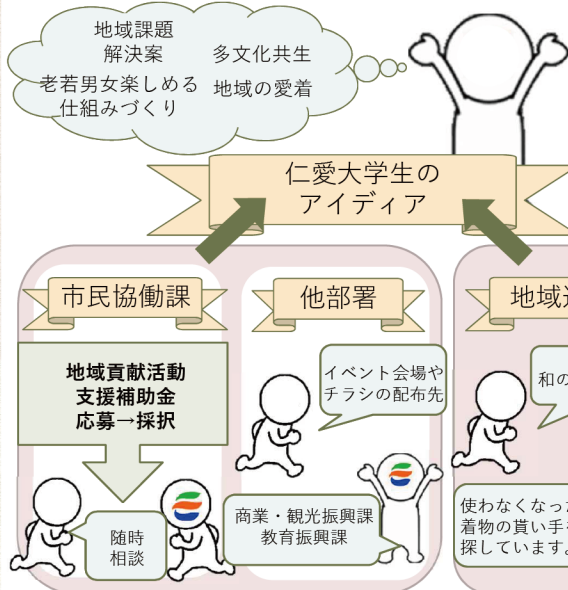 地域課題
解決案
多文化共生
老若男女楽しめる
仕組みづくり
地域の愛着
仁愛大学生の
アイディア
市民協働課
他部署
地域
地域貢献活動
支援補助金
応募→採択
イベント会場や
チラシの配布先
和の
随時
相談
商業・観光振興課
教育振興課
使わなくなった
着物の貰い手を
探しています。